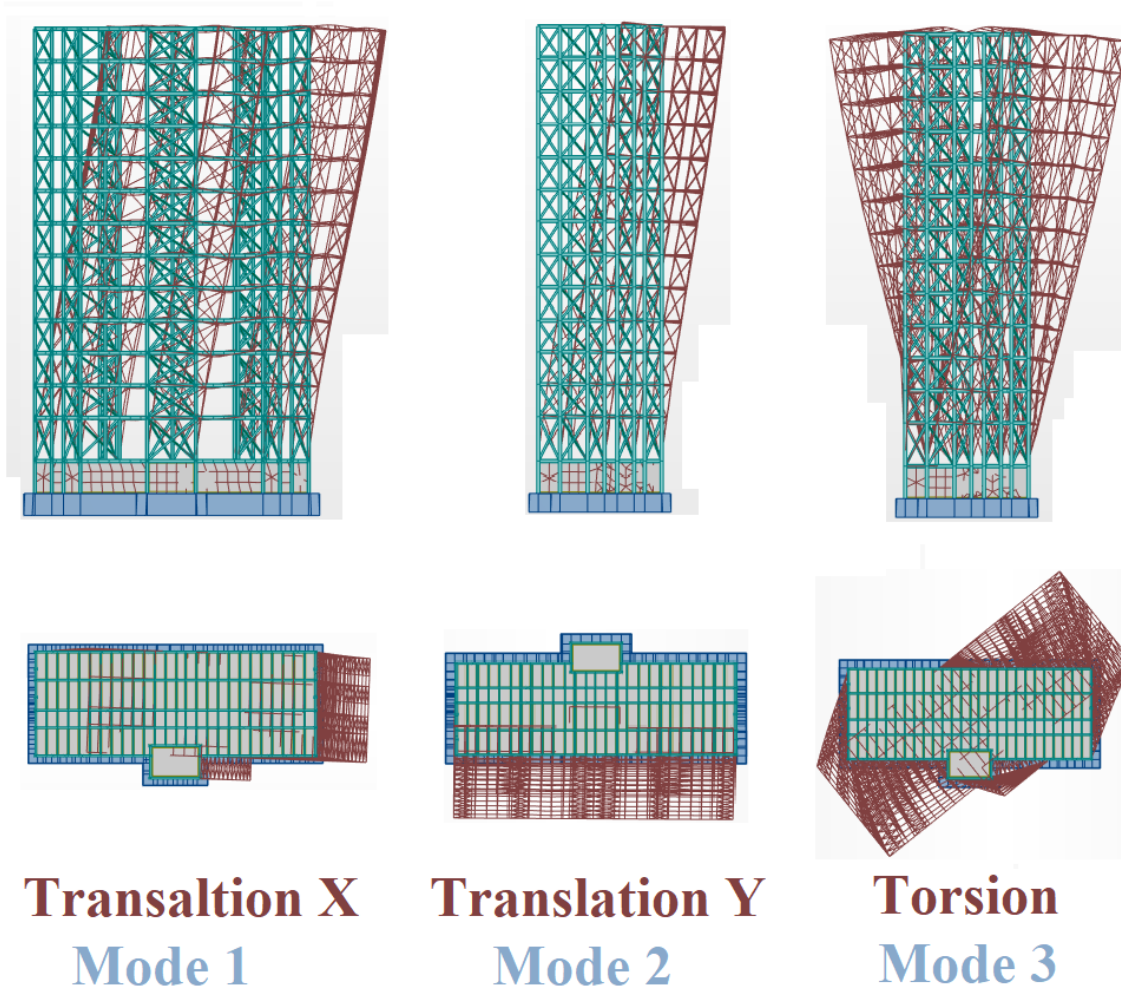 Transaltion X
Translation Y
Torsion
Mode 1
Mode 2
Mode 3